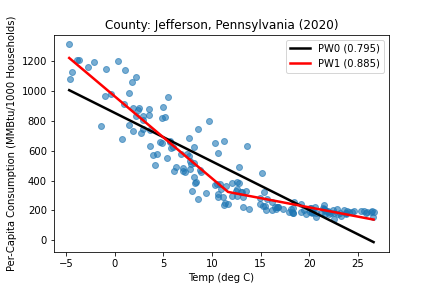 County: Jefferson, Pennsylvania (2020)
PW0 (0.795)
PW1 (0.885)
Per-Capita Consumption (MMBtu/1000 Households)
1200
1000
800
600
400
200
0
−5 0 5 10 15 20 25
Temp (deg C)